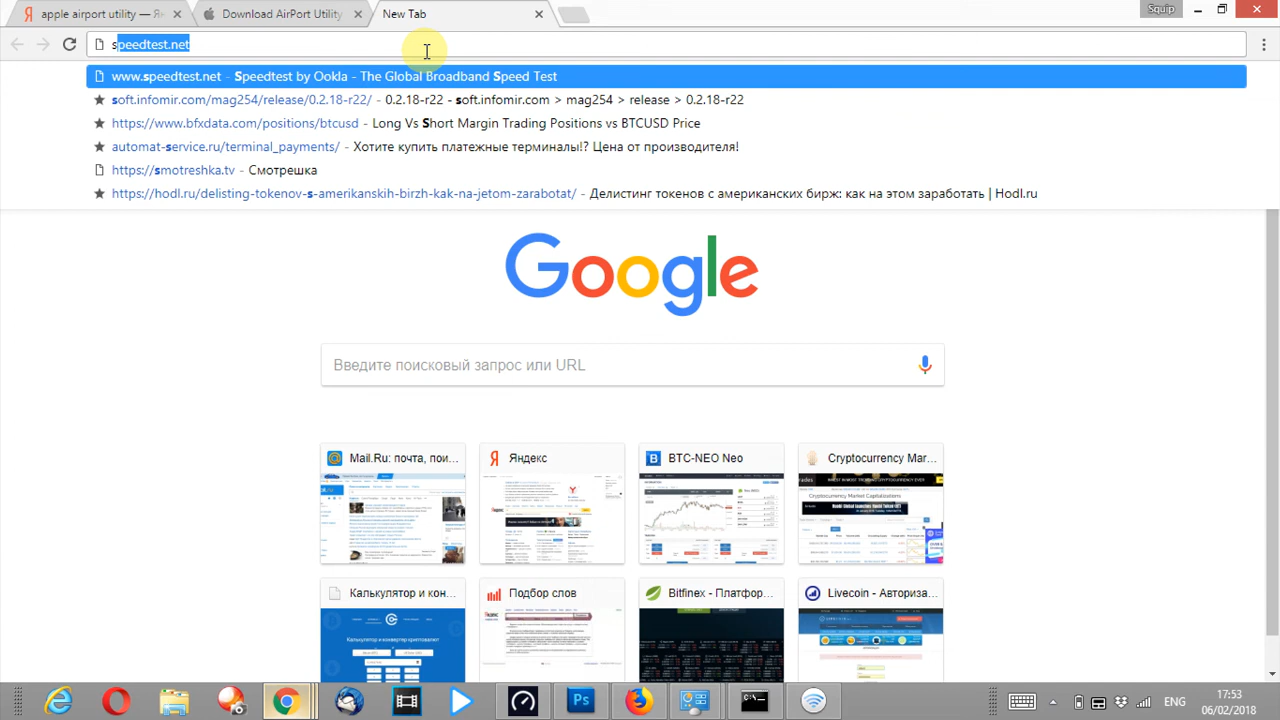 apple airport utility — Я
Download AirPort Utility
New Tab
Squip
speedtest.net
www.speedtest.net - Speedtest by Ookla - The Global Broadband Speed Test
soft.infomir.com/mag254/release/0.2.18-r22/ - 0.2.18-r22 - soft.infomir.com > mag254 > release > 0.2.18-r22
https://www.bfxdata.com/positions/btcusd - Long Vs Short Margin Trading Positions vs BTCUSD Price
automat-service.ru/terminal_payments/ - Хотите купить платежные терминалы!? Цена от производителя!
https://smotreshka.tv - Смотрешка
https://hodl.ru/delisting-tokenov-s-amerikanskih-birzh-kak-na-jetom-zarabotat/ - Делистинг токенов с американских бирж: как на этом заработать | Hodl.ru
Google
Введите поисковый запрос или URL
Mail.Ru: почта, пои...
Яндекс
BTC-NEO Neo
Cryptocurrency Mar...
Калькулятор и кон...
Подбор слов
Bitfinex - Платфор...
Livecoin - Авториза...
Ps
ENG
17:53
06/02/2018